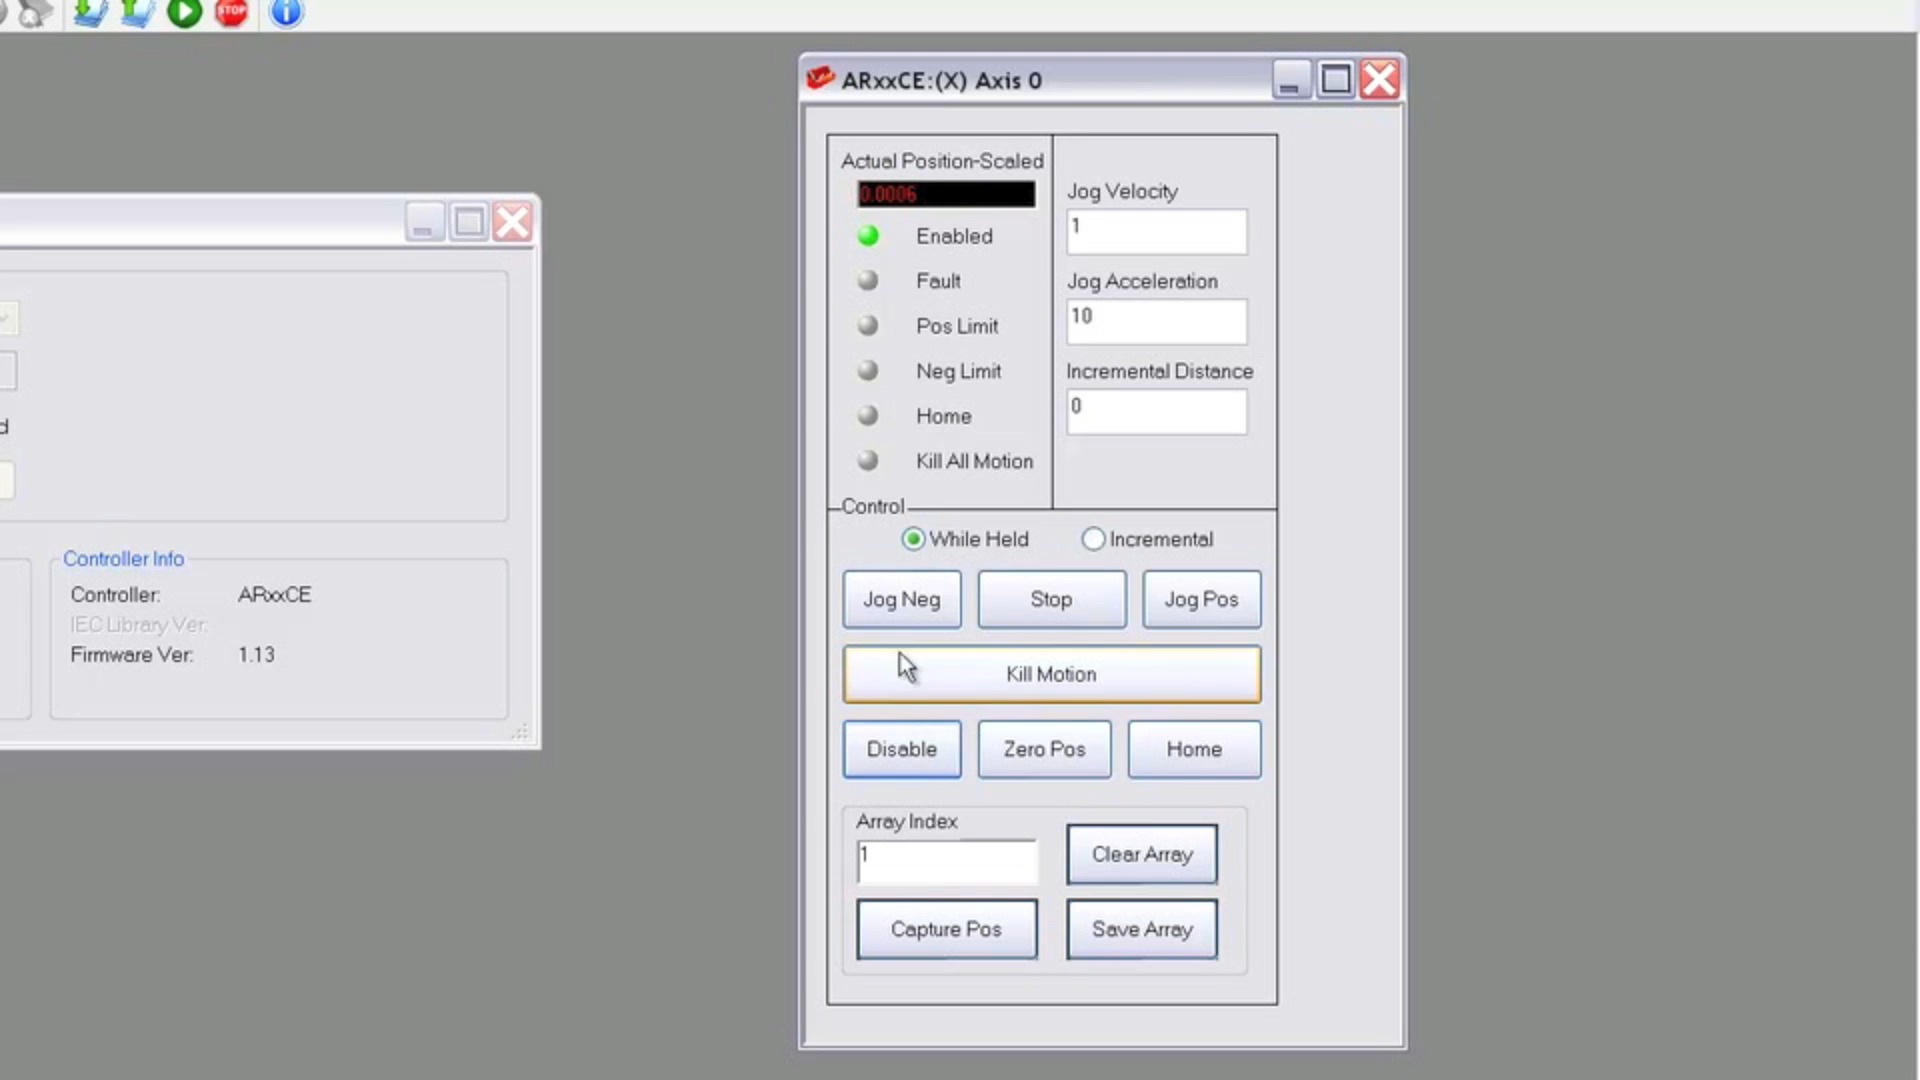 STOP
ARxxCE:(X) Axis 0
Actual Position-Scaled
0.0006
Enabled
Fault
Pos Limit
Neg Limit
Home
Kill All Motion
Jog Velocity
1
Jog Acceleration
10
Incremental Distance
0
Control
While Held
Incremental
Jog Neg
Stop
Jog Pos
Kill Motion
Disable
Zero Pos
Home
Array Index
1
Clear Array
Capture Pos
Save Array
d
Controller Info
Controller: ARxxCE
IEC Library Ver:
Firmware Ver: 1.13